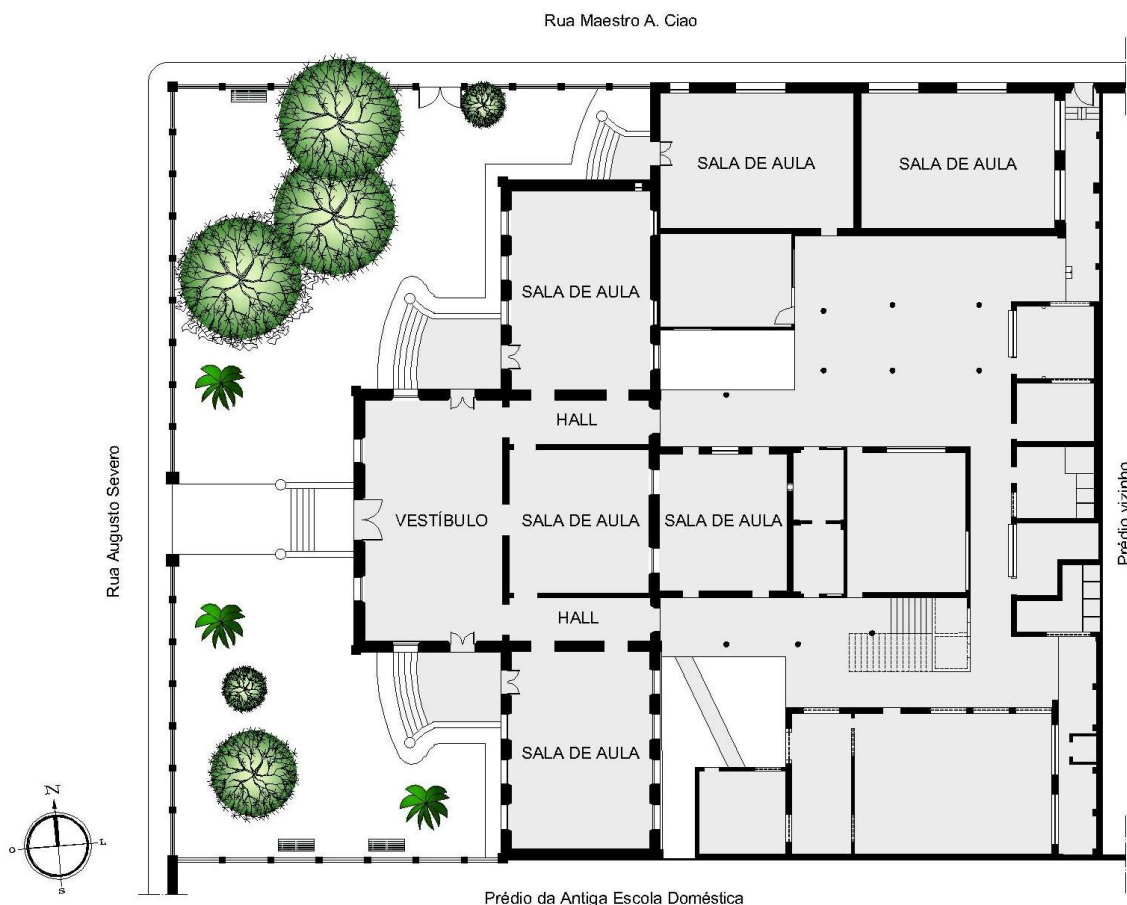 Rua Maestro A. Ciao
SALA DE AULA
SALA DE AULA
SALA DE AULA
HALL
Rua Augusto Severo
VESTÍBULO
SALA DE AULA
SALA DE AULA
Prédio vizinho
HALL
SALA DE AULA
N
O
L
S
Prédio da Antiga Escola Doméstica